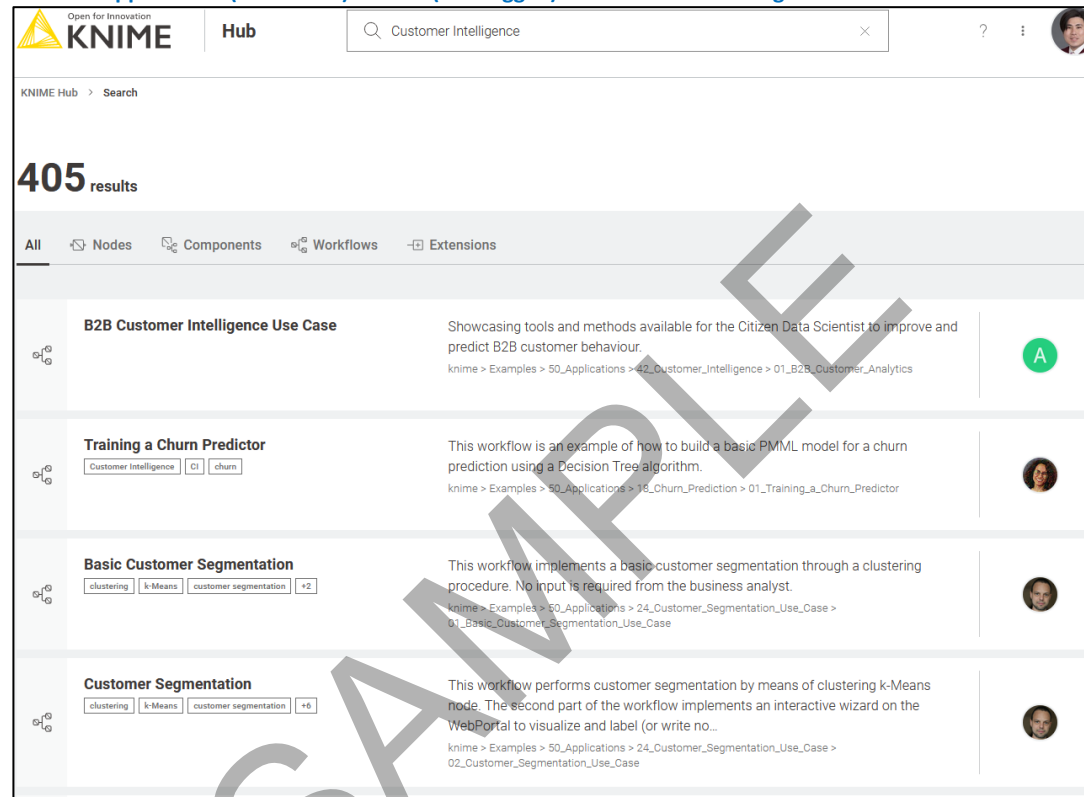 Open for Innovation
KNIME
Hub
Customer Intelligence
?
KNIME Hub > Search
405 results
All Nodes Components Workflows Extensions
B2B Customer Intelligence Use Case
Showcasing tools and methods available for the Citizen Data Scientist to improve and
predict B2B customer behaviour.
knime > Examples > 50_Applications > 42_Customer_Intelligence > 01_B2B_Customer_Analytics
A
Training a Churn Predictor
Customer Intelligence CI churn
This workflow is an example of how to build a basic PMML model for a churn
prediction using a Decision Tree algorithm.
knime > Examples > 50_Applications > 18_Churn_Prediction > 01_Training_a_Churn_Predictor
Basic Customer Segmentation
clustering k-Means customer segmentation +2
This workflow implements a basic customer segmentation through a clustering
procedure. No input is required from the business analyst.
knime > Examples > 50_Applications > 24_Customer_Segmentation_Use_Case >
01_Basic_Customer_Segmentation_Use_Case
Customer Segmentation
clustering k-Means customer segmentation +6
This workflow performs customer segmentation by means of clustering k-Means
node. The second part of the workflow implements an interactive wizard on the
WebPortal to visualize and label (or write no...
knime > Examples > 50_Applications > 24_Customer_Segmentation_Use_Case >
02_Customer_Segmentation_Use_Case
SAMPLE